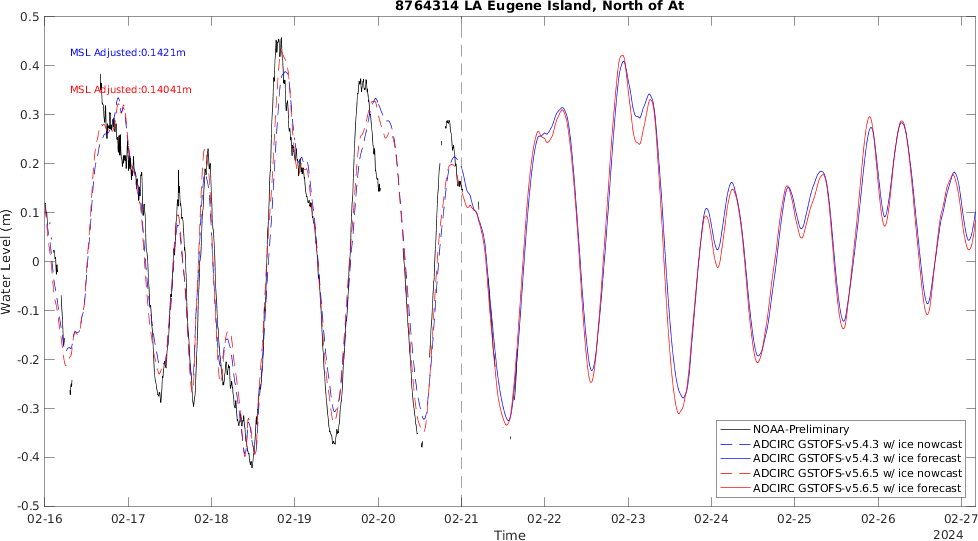 8764314 LA Eugene Island, North of At
0.5
MSL Adjusted:0.1421m
0.4
MSL Adjusted:0.14041m
0.3
0.2
0.1
0
-0.1
-0.2
-0.3
-0.4
-0.5
Water Level (m)
NOAA-Preliminary
ADCIRC GSTOFS-v5.4.3 w/ ice nowcast
ADCIRC GSTOFS-v5.4.3 w/ ice forecast
ADCIRC GSTOFS-v5.6.5 w/ ice nowcast
ADCIRC GSTOFS-v5.6.5 w/ ice forecast
02-16 02-17 02-18 02-19 02-20 02-21 02-22 02-23 02-24 02-25 02-26 02-27
Time
2024